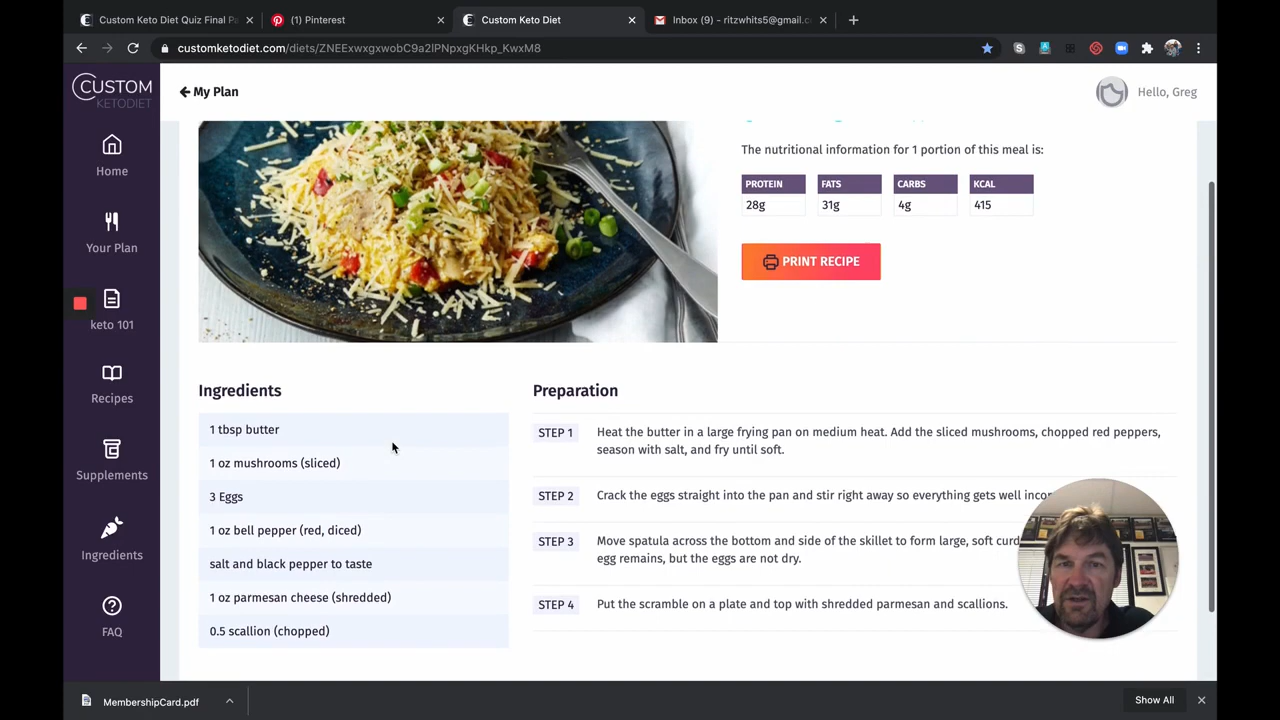 Custom Keto Diet Quiz Final Pa
(1) Pinterest
Custom Keto Diet
Inbox (9) - ritzwhits5@gmail.c
customketodiet.com/diets/ZNEExwxgxwobC9a2lPNpxgKHkp_KwxM8
CUSTOM
KETODIET
My Plan
Hello, Greg
Home
Your Plan
keto 101
Recipes
Supplements
Ingredients
FAQ
The nutritional information for 1 portion of this meal is:
PROTEIN FATS CARBS KCAL
28g 31g 4g 415
PRINT RECIPE
Ingredients
1 tbsp butter
1 oz mushrooms (sliced)
3 Eggs
1 oz bell pepper (red, diced)
salt and black pepper to taste
1 oz parmesan cheese (shredded)
0.5 scallion (chopped)
Preparation
STEP 1 Heat the butter in a large frying pan on medium heat. Add the sliced mushrooms, chopped red peppers,
season with salt, and fry until soft.
STEP 2 Crack the eggs straight into the pan and stir right away so everything gets well inco
STEP 3 Move spatula across the bottom and side of the skillet to form large, soft curd
egg remains, but the eggs are not dry.
STEP 4 Put the scramble on a plate and top with shredded parmesan and scallions.
MembershipCard.pdf
Show All